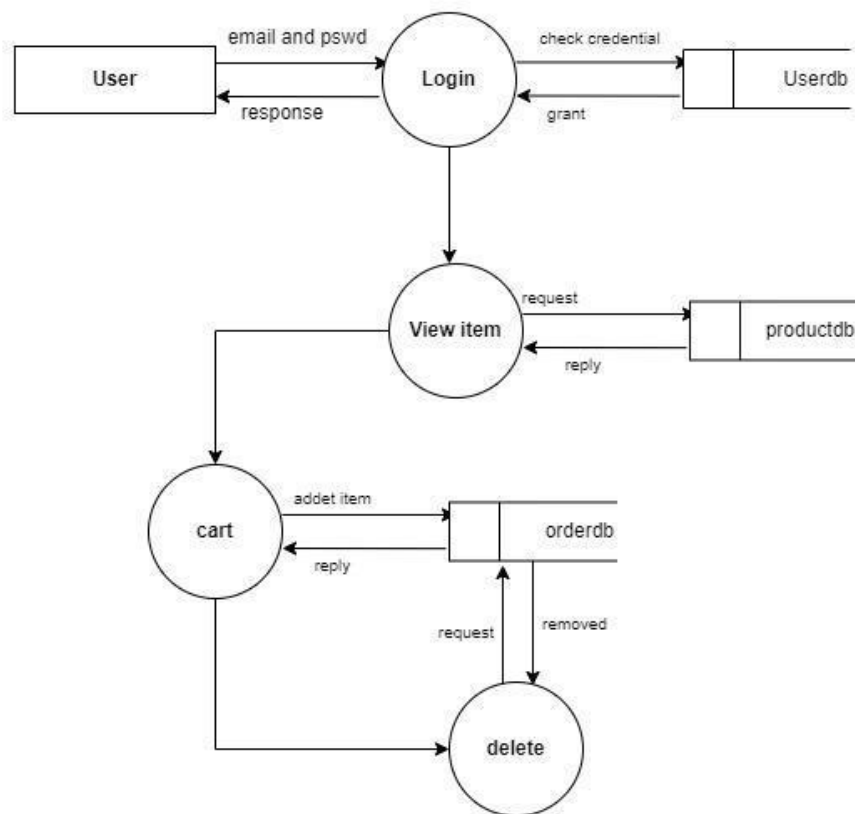 email and pswd
check credential
User
Login
Userdb
response
grant
request
View item
productdb
reply
addet item
cart
orderdb
reply
request
removed
delete